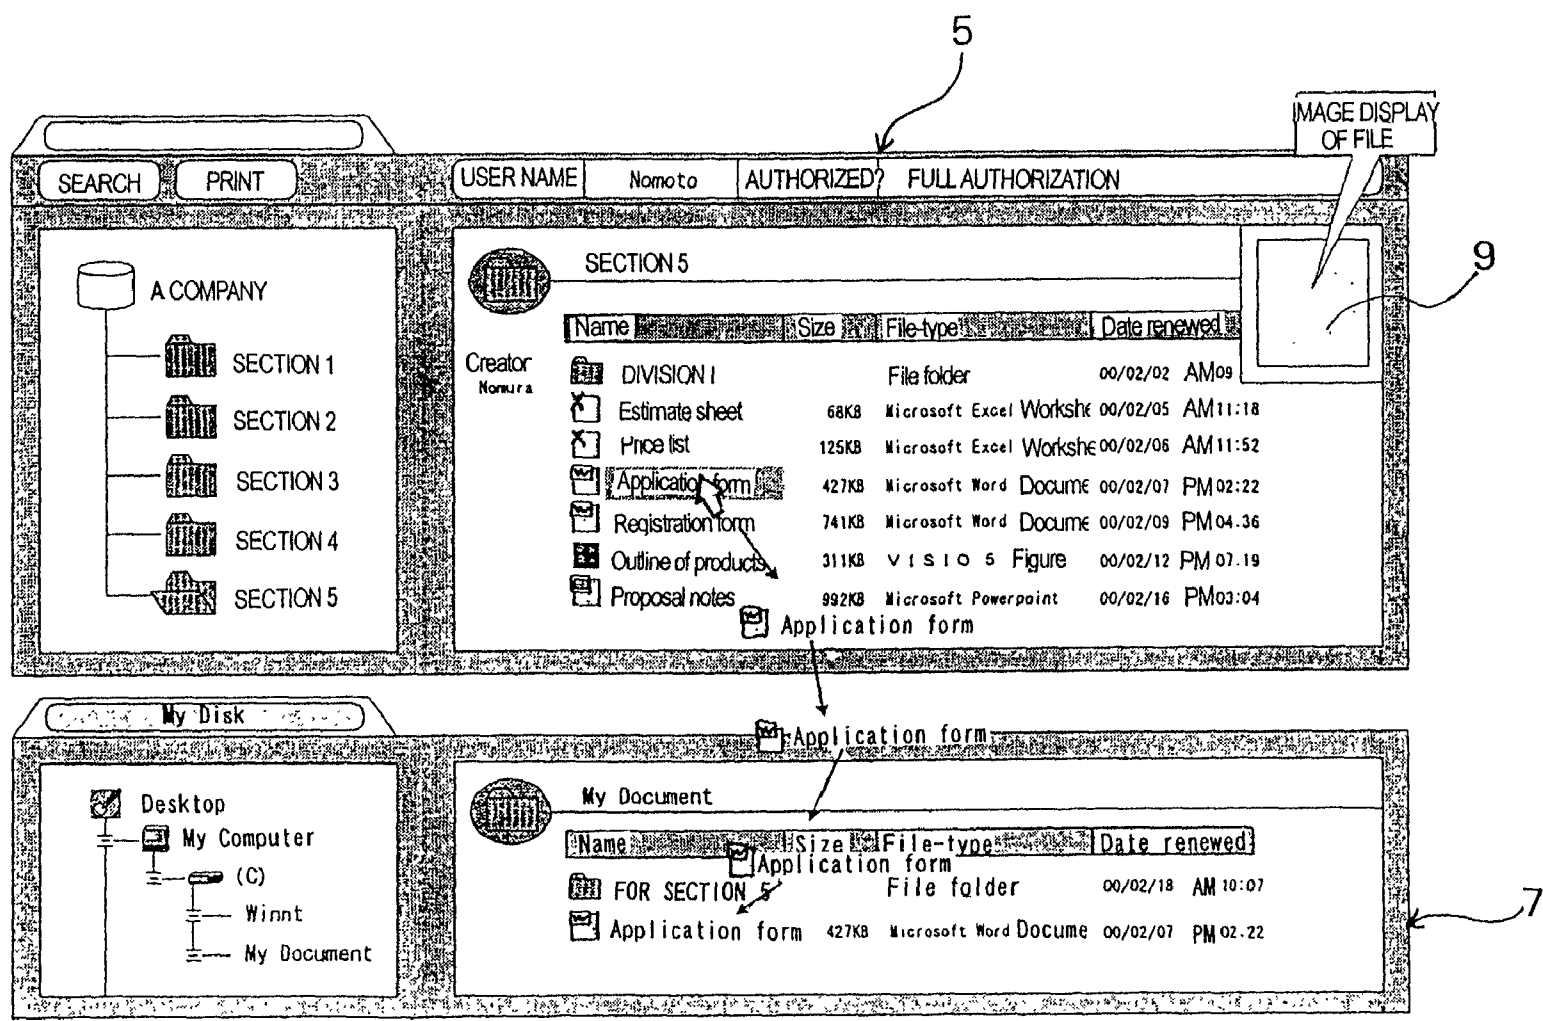 5
IMAGE DISPLAY
OF FILE
SEARCH PRINT USER NAME Nomoto AUTHORIZED? FULL AUTHORIZATION
9
A COMPANY
SECTION 1
SECTION 2
SECTION 3
SECTION 4
SECTION 5
SECTION 5
Name Size File-type Date renewed
Creator
Nomura
DIVISION I File folder 00/02/02 AM 09
Estimate sheet 68KB Microsoft Excel Workshe 00/02/05 AM 11:18
Price list 125KB Microsoft Excel Workshe 00/02/06 AM 11:52
Application form 427KB Microsoft Word Docume 00/02/07 PM 02:22
Registration form 741KB Microsoft Word Docume 00/02/09 PM 04.36
Outline of products 311KB VISIO 5 Figure 00/02/12 PM 07.19
Proposal notes 992KB Microsoft Powerpoint 00/02/16 PM 03:04
Application form
My Disk
Application form
Desktop
My Computer
(C)
Winnt
My Document
My Document
Name Size File-type Date renewed
Application form
FOR SECTION 5 File folder 00/02/18 AM 10:07
Application form 427KB Microsoft Word Docume 00/02/07 PM 02.22
7